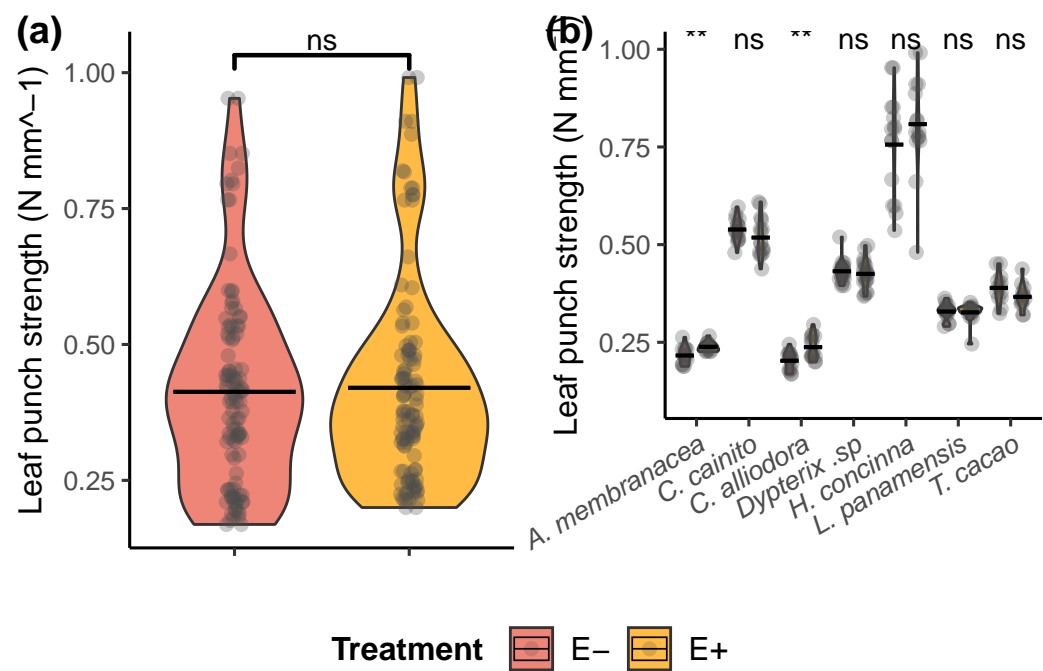 (a)
ns
Leaf punch strength (N mm^−1)
1.00
0.75
0.50
0.25
(b)
** ns ** ns ns ns ns
Leaf punch strength (N mm^
1.00
0.75
0.50
0.25
A. membranacea
C. cainito
C. alliodora
Dypterix .sp
H. concinna
L. panamensis
T. cacao
Treatment E− E+